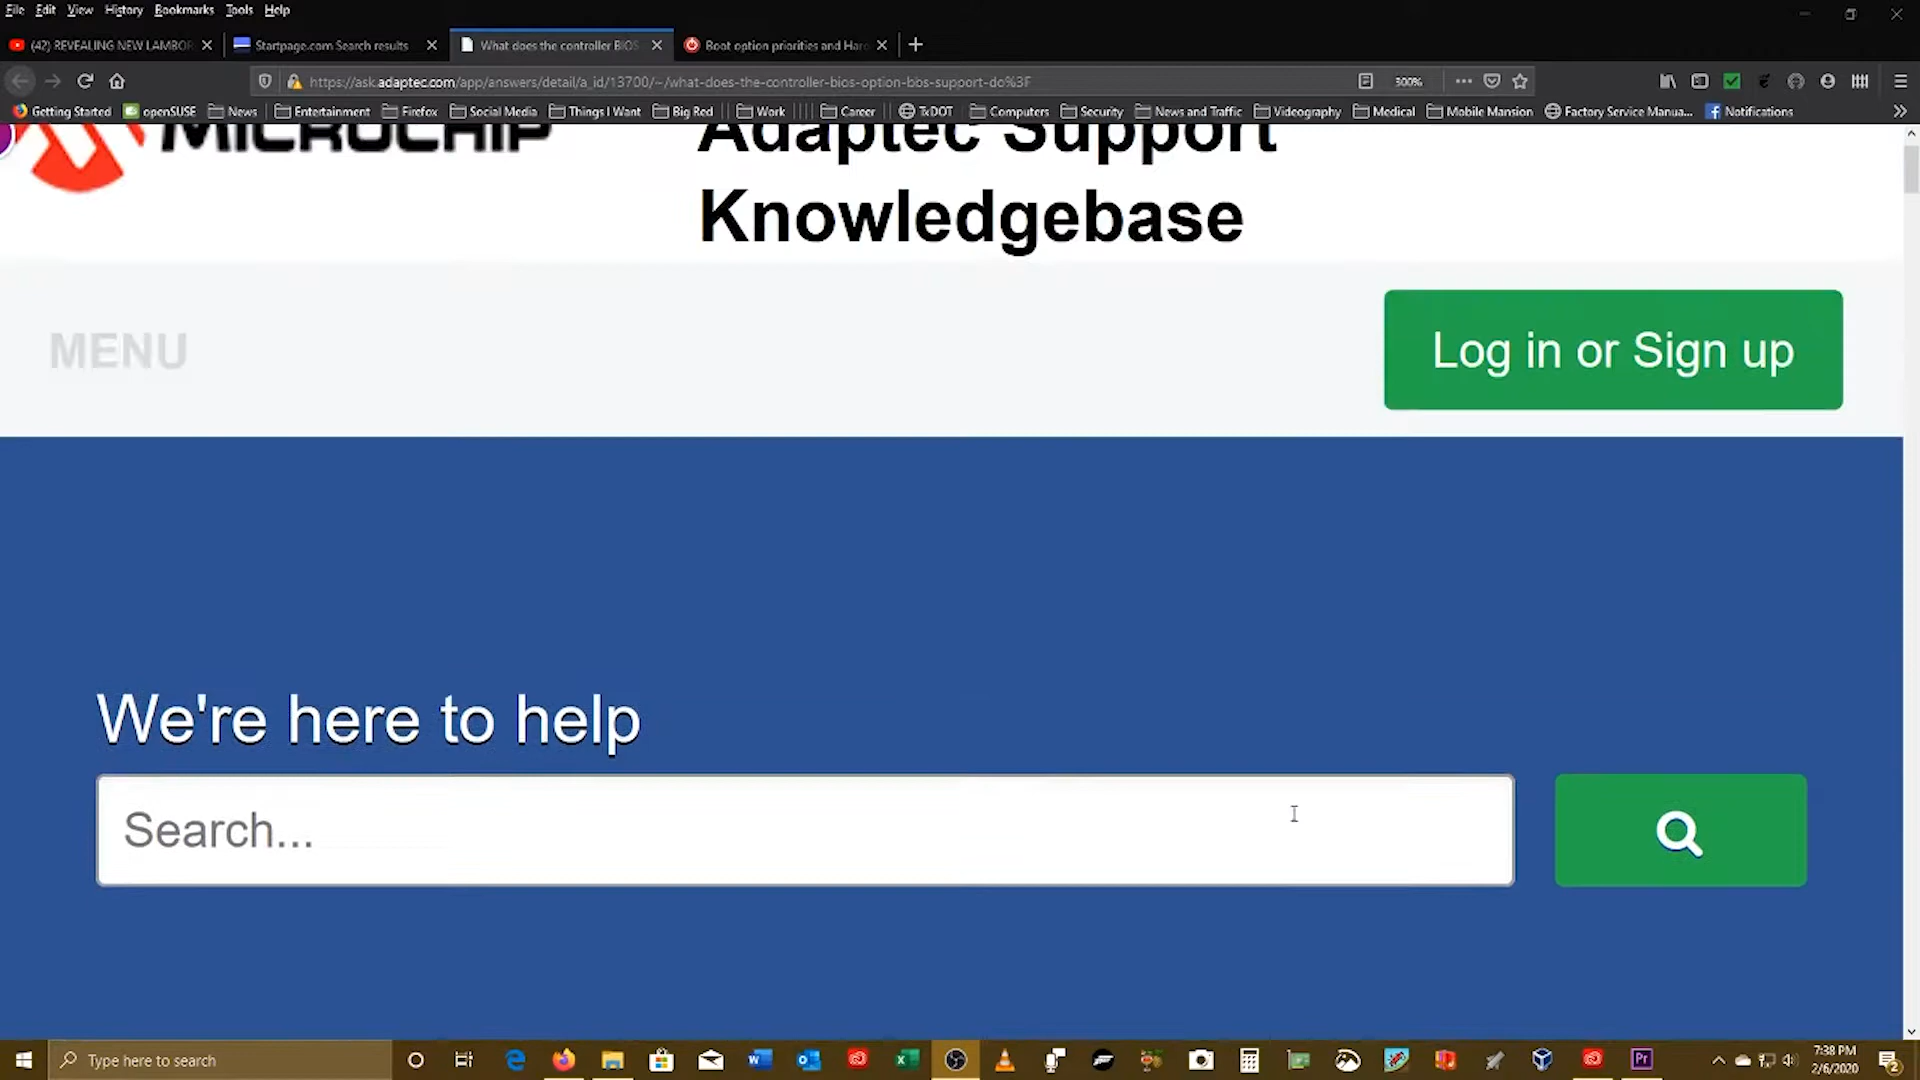 File Edit View History Bookmarks Tools Help
(42) REVEALING NEW LAMBOR
Startpage.com Search results
What does the controller BIOS
Boot option priorities and Har
https://ask.adaptec.com/app/answers/detail/a_id/13700/~/what-does-the-controller-bios-option-bbs-support-do%3F
300%
Getting Started openSUSE News Entertainment Firefox Social Media Things I Want Big Red Work Career TxDOT Computers Security News and Traffic Videography Medical Mobile Mansion Factory Service Manua... Notifications
MICROCHIP
Adaptec Support
Knowledgebase
MENU
Log in or Sign up
We're here to help
Search...
Type here to search
7:38 PM
2/6/2020
2